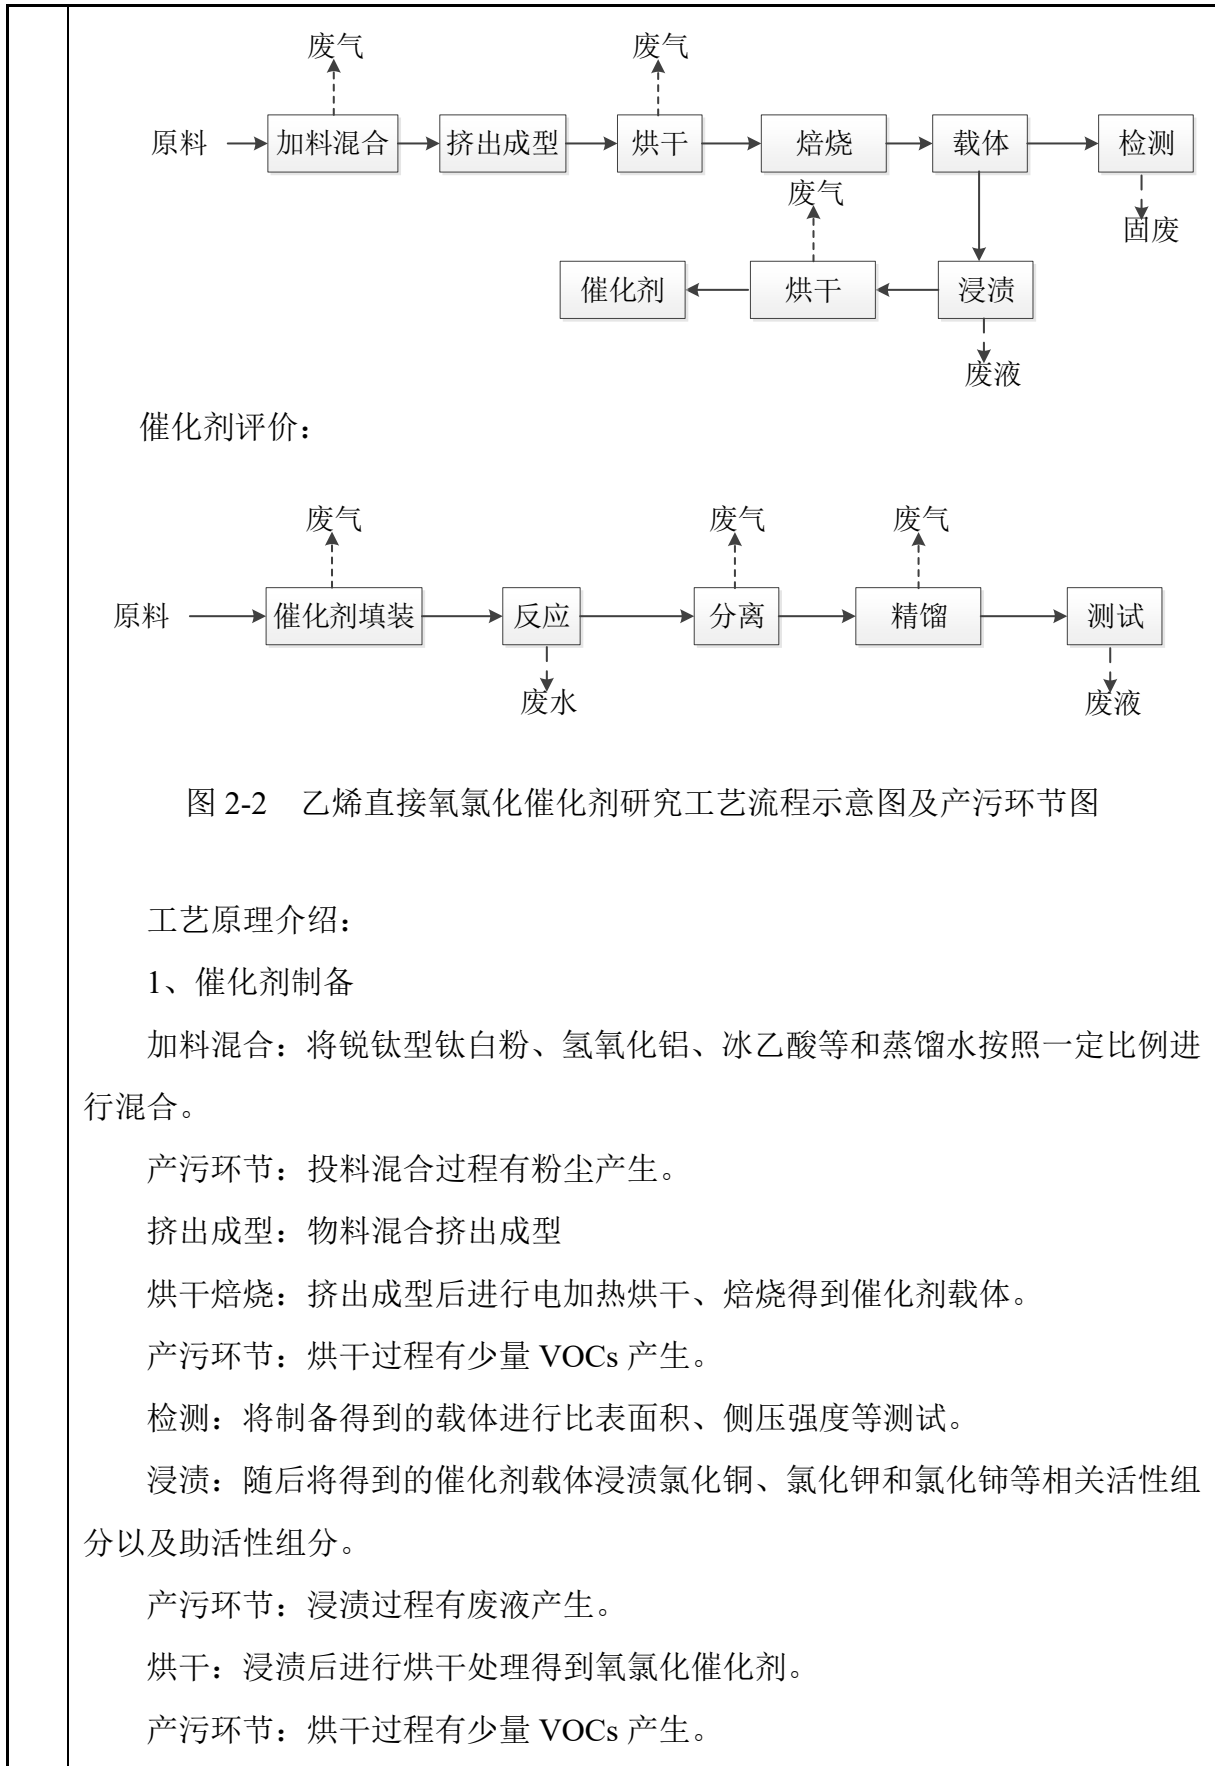 废气 废气
原料 加料混合 挤出成型 烘干 焙烧 载体 检测
废气 固废
催化剂 烘干 浸渍
废液
催化剂评价：
废气 废气 废气
原料 催化剂填装 反应 分离 精馏 测试
废水 废液
图 2-2 乙烯直接氧氯化催化剂研究工艺流程示意图及产污环节图
工艺原理介绍：
1、催化剂制备
加料混合：将锐钛型钛白粉、氢氧化铝、冰乙酸等和蒸馏水按照一定比例进
行混合。
产污环节：投料混合过程有粉尘产生。
挤出成型：物料混合挤出成型
烘干焙烧：挤出成型后进行电加热烘干、焙烧得到催化剂载体。
产污环节：烘干过程有少量 VOCs 产生。
检测：将制备得到的载体进行比表面积、侧压强度等测试。
浸渍：随后将得到的催化剂载体浸渍氯化铜、氯化钾和氯化铈等相关活性组
分以及助活性组分。
产污环节：浸渍过程有废液产生。
烘干：浸渍后进行烘干处理得到氧氯化催化剂。
产污环节：烘干过程有少量 VOCs 产生。